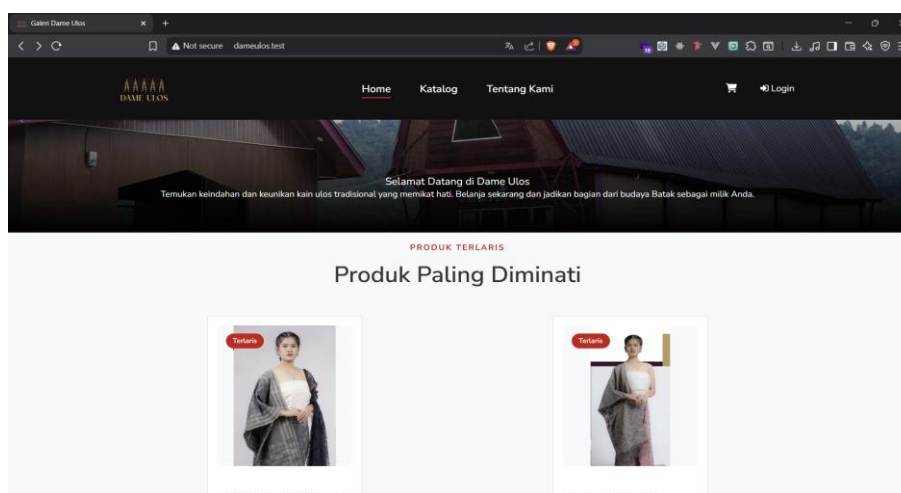 Galeri Dame Ulos
Not secure dameulos.test
DAME ULOS
Home Katalog Tentang Kami Login
Selamat Datang di Dame Ulos
Temukan keindahan dan keunikan kain ulos tradisional yang memikat hati. Belanja sekarang dan jadikan bagian dari budaya Batak sebagai milik Anda.
PRODUK TERLARIS
Produk Paling Diminati
Terlaris
Terlaris